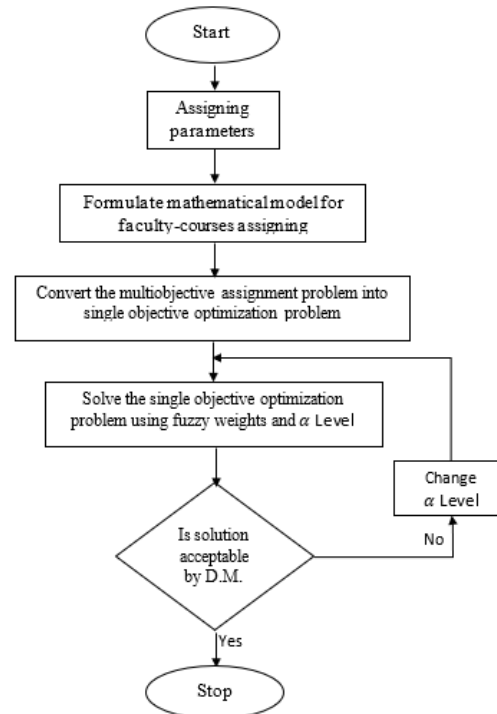 Start
Assigning
parameters
Formulate mathematical model for
faculty-courses assigning
Convert the multiobjective assignment problem into
single objective optimization problem
Solve the single objective optimization
problem using fuzzy weights and α Level
Change
α Level
Is solution
acceptable
by D.M.
No
Yes
Stop